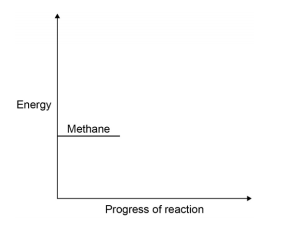 Energy
Methane
Progress of reaction